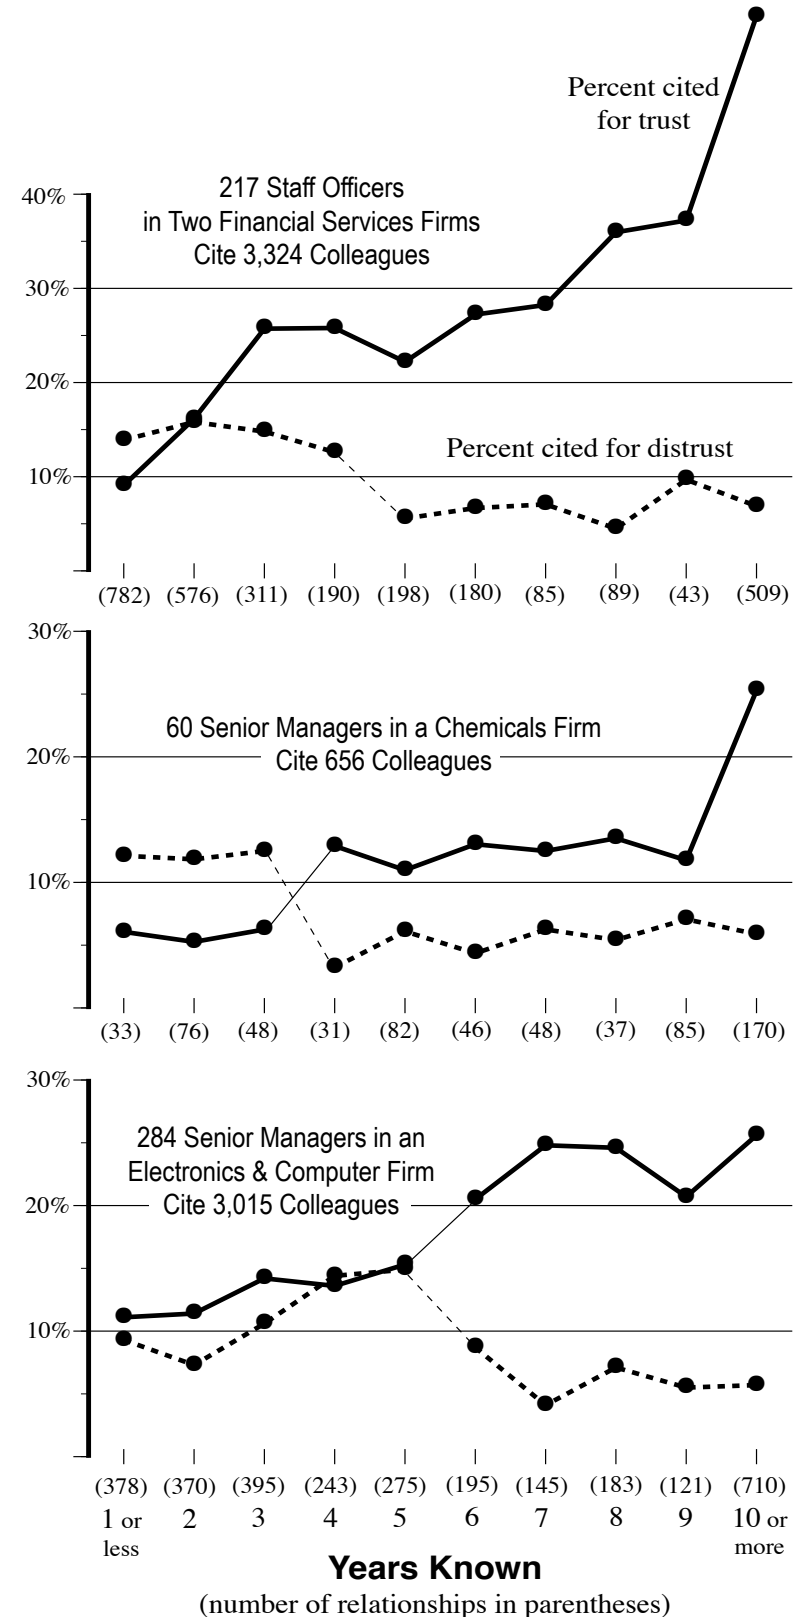 Percent cited
for trust
217 Staff Officers
in Two Financial Services Firms
Cite 3,324 Colleagues
40%
30%
20%
Percent cited for distrust
10%
(782) (576) (311) (190) (198) (180) (85) (89) (43) (509)
30%
60 Senior Managers in a Chemicals Firm
20%
Cite 656 Colleagues
10%
(33) (76) (48) (31) (82) (46) (48) (37) (85) (170)
30%
284 Senior Managers in an
Electronics & Computer Firm
Cite 3,015 Colleagues
20%
10%
(378) (370) (395) (243) (275) (195) (145) (183) (121) (710)
1 or less 2 3 4 5 6 7 8 9 10 or more
Years Known
(number of relationships in parentheses)